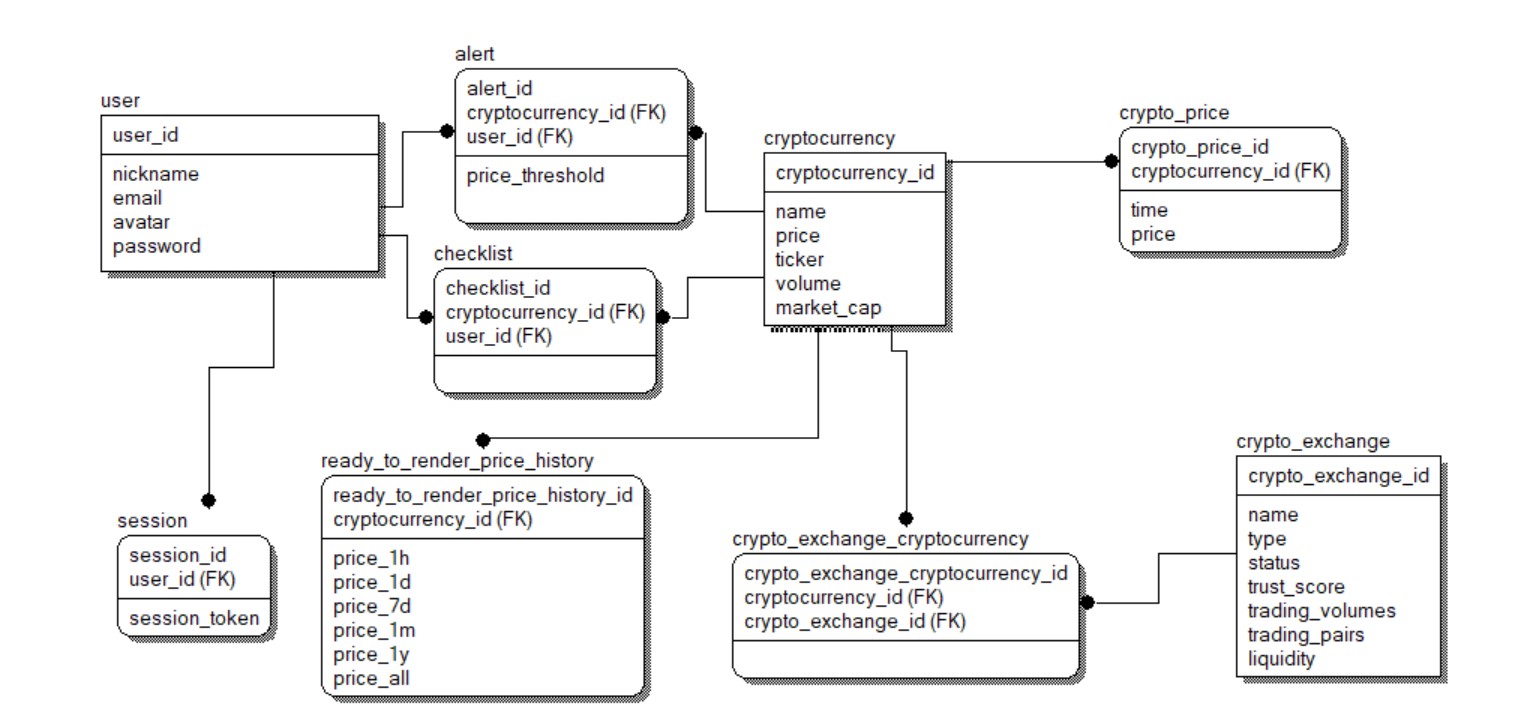 alert
alert_id
cryptocurrency_id (FK)
user_id (FK)
price_threshold
user
user_id
nickname
email
avatar
password
crypto_price
crypto_price_id
cryptocurrency_id (FK)
time
price
cryptocurrency
cryptocurrency_id
name
price
ticker
volume
market_cap
checklist
checklist_id
cryptocurrency_id (FK)
user_id (FK)
crypto_exchange
crypto_exchange_id
name
type
status
trust_score
trading_volumes
trading_pairs
liquidity
ready_to_render_price_history
ready_to_render_price_history_id
cryptocurrency_id (FK)
price_1h
price_1d
price_7d
price_1m
price_1y
price_all
session
session_id
user_id (FK)
session_token
crypto_exchange_cryptocurrency
crypto_exchange_cryptocurrency_id
cryptocurrency_id (FK)
crypto_exchange_id (FK)